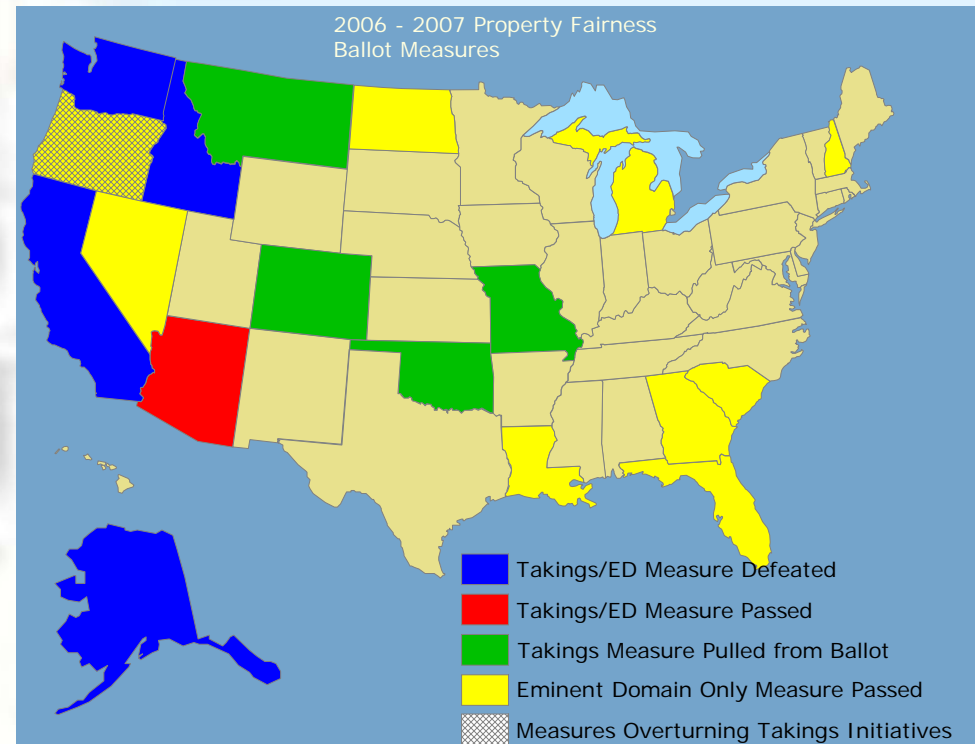 2006 - 2007 Property Fairness
Ballot Measures
Takings/ED Measure Defeated
Takings/ED Measure Passed
Takings Measure Pulled from Ballot
Eminent Domain Only Measure Passed
Measures Overturning Takings Initiatives